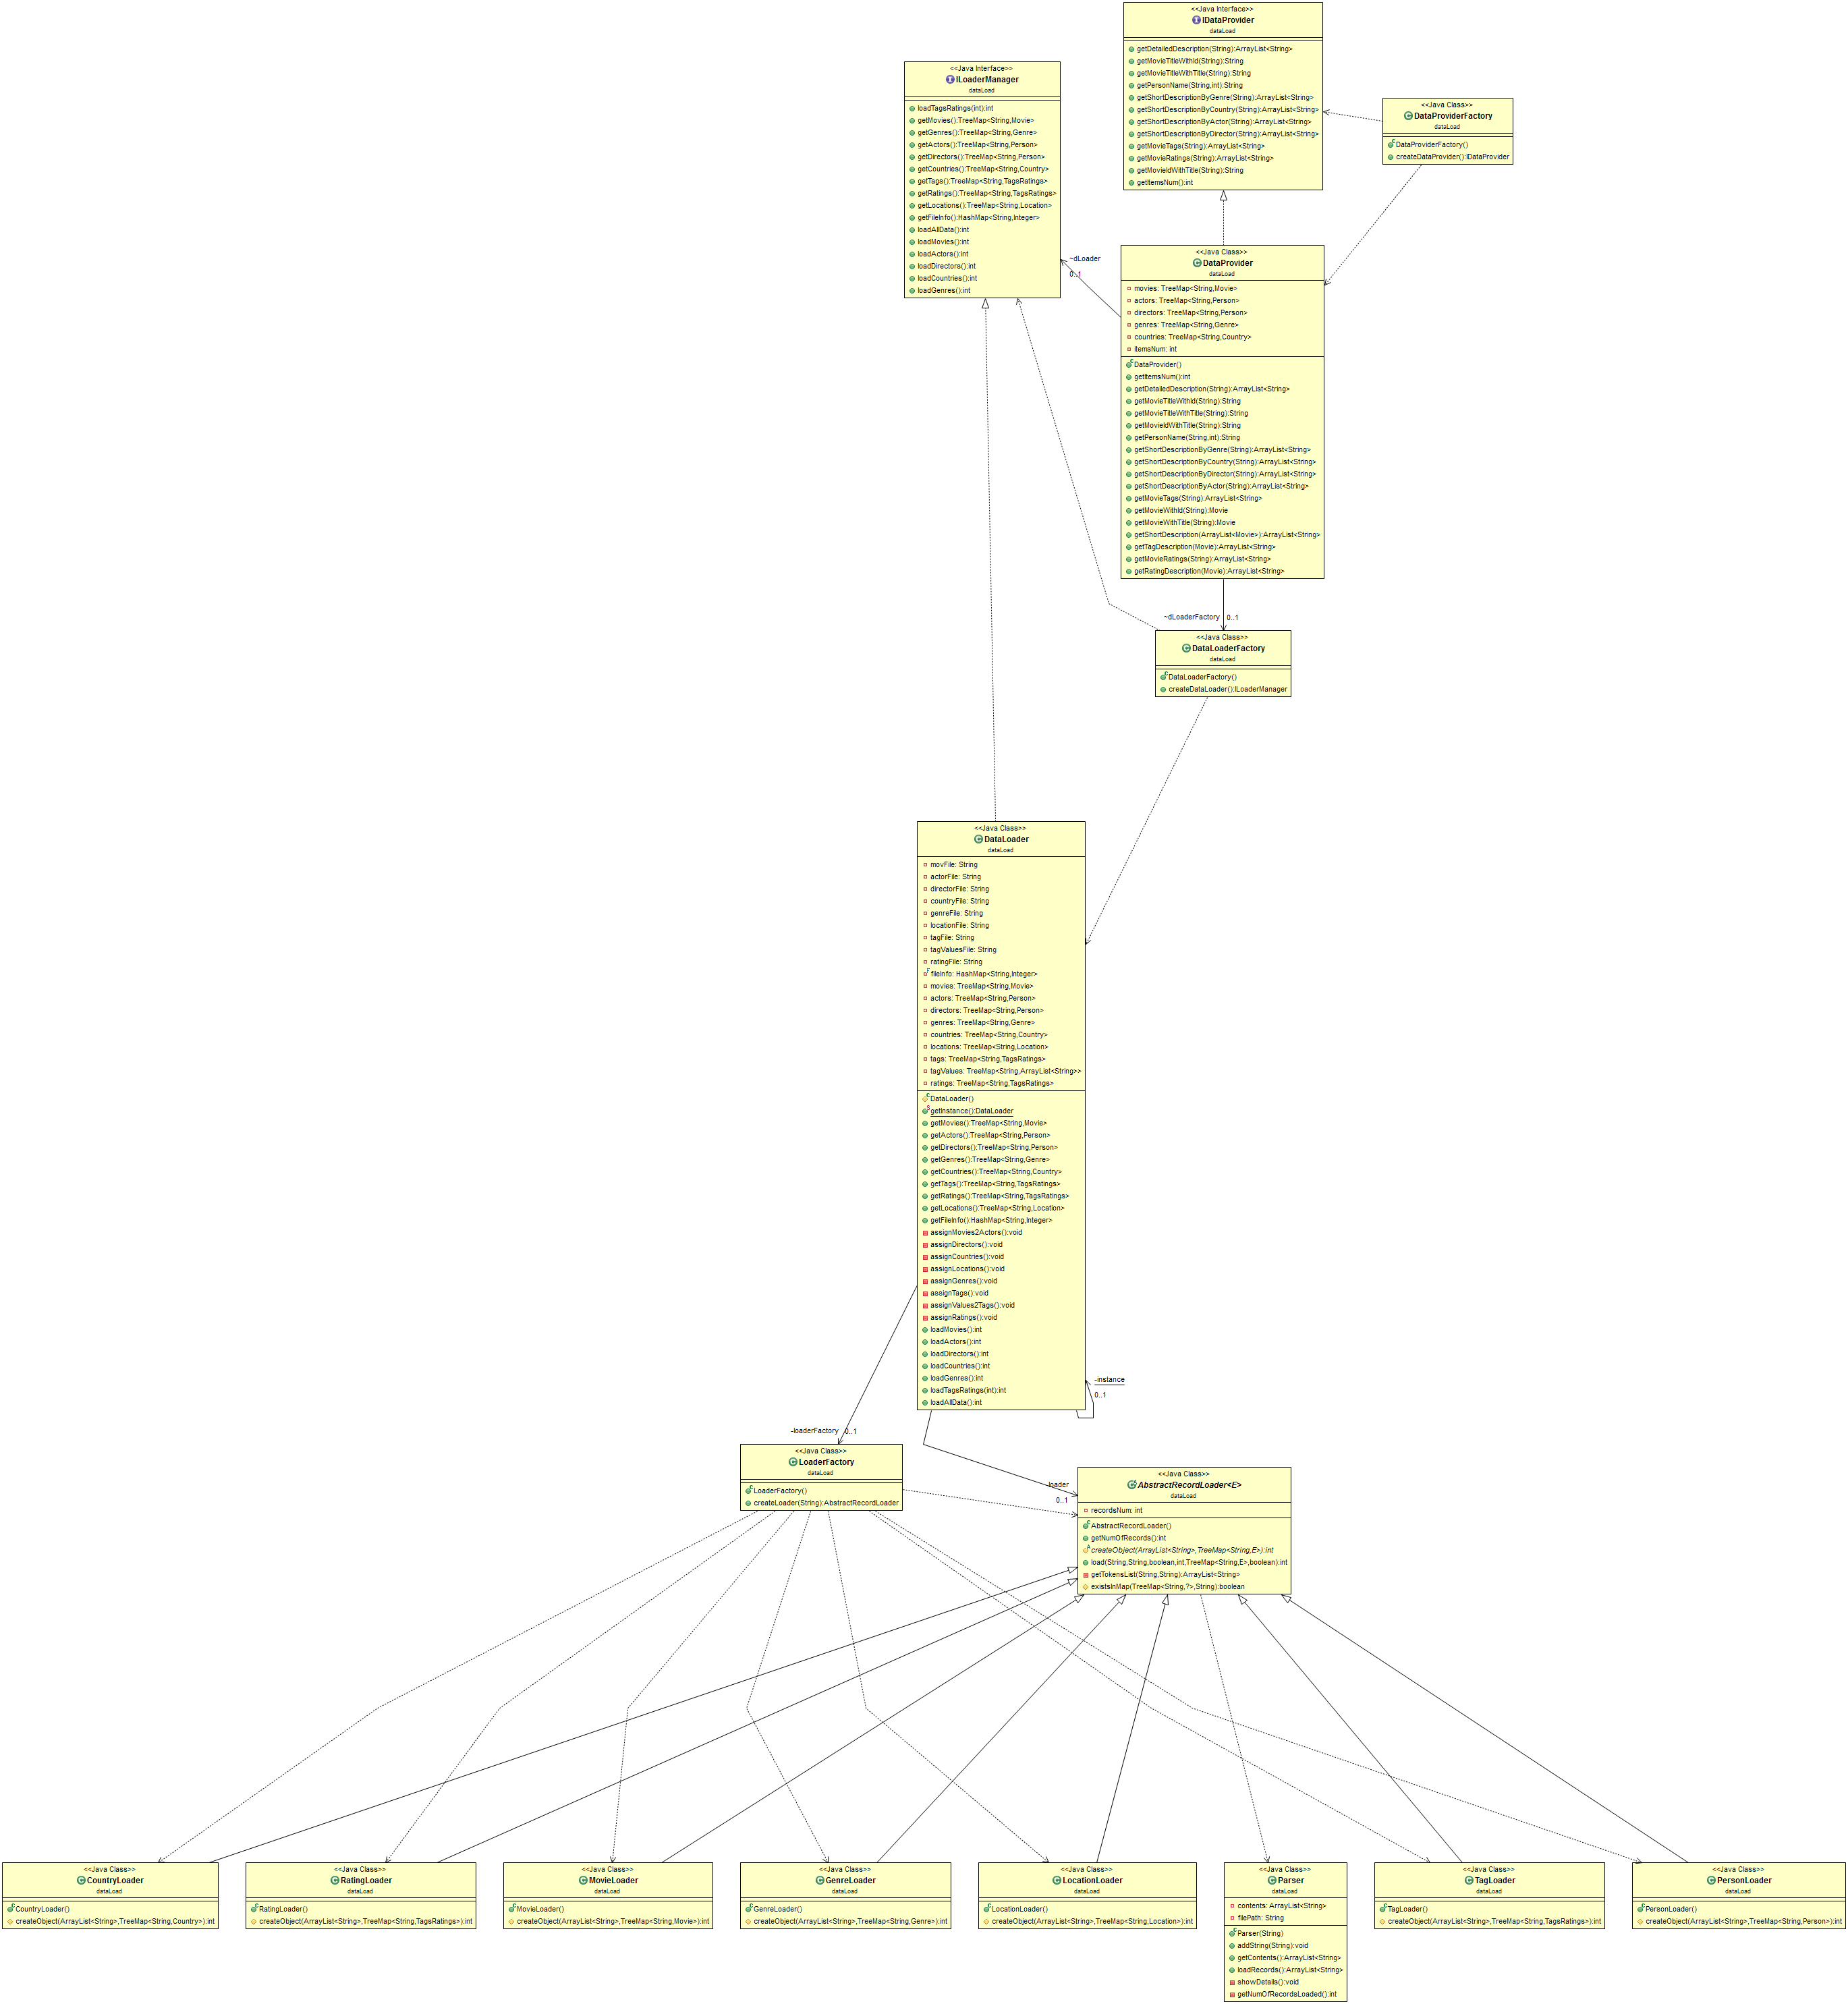 <<Java Interface>>
IDataProvider
dataLoad
getDetailedDescription(String):ArrayList<String>
getMovieTitleWithId(String):String
getMovieTitleWithTitle(String):String
getPersonName(String,int):String
getShortDescriptionByGenre(String):ArrayList<String>
getShortDescriptionByCountry(String):ArrayList<String>
getShortDescriptionByActor(String):ArrayList<String>
getShortDescriptionByDirector(String):ArrayList<String>
getMovieTags(String):ArrayList<String>
getMovieRatings(String):ArrayList<String>
getMovieIdWithTitle(String):String
getItemsNum():int
<<Java Interface>>
ILoaderManager
dataLoad
loadTagsRatings(int):int
getMovies():TreeMap<String,Movie>
getGenres():TreeMap<String,Genre>
getActors():TreeMap<String,Person>
getDirectors():TreeMap<String,Person>
getCountries():TreeMap<String,Country>
getTags():TreeMap<String,TagsRatings>
getRatings():TreeMap<String,TagsRatings>
getLocations():TreeMap<String,Location>
getFileInfo():HashMap<String,Integer>
loadAllData():int
loadMovies():int
loadActors():int
loadDirectors():int
loadCountries():int
loadGenres():int
<<Java Class>>
DataProviderFactory
dataLoad
DataProviderFactory()
createDataProvider():IDataProvider
~dLoader
0..1
<<Java Class>>
DataProvider
dataLoad
movies: TreeMap<String,Movie>
actors: TreeMap<String,Person>
directors: TreeMap<String,Person>
genres: TreeMap<String,Genre>
countries: TreeMap<String,Country>
itemsNum: int
DataProvider()
getItemsNum():int
getDetailedDescription(String):ArrayList<String>
getMovieTitleWithId(String):String
getMovieTitleWithTitle(String):String
getMovieIdWithTitle(String):String
getPersonName(String,int):String
getShortDescriptionByGenre(String):ArrayList<String>
getShortDescriptionByCountry(String):ArrayList<String>
getShortDescriptionByDirector(String):ArrayList<String>
getShortDescriptionByActor(String):ArrayList<String>
getMovieTags(String):ArrayList<String>
getMovieWithId(String):Movie
getMovieWithTitle(String):Movie
getShortDescription(ArrayList<Movie>):ArrayList<String>
getTagDescription(Movie):ArrayList<String>
getMovieRatings(String):ArrayList<String>
getRatingDescription(Movie):ArrayList<String>
~dLoaderFactory
0..1
<<Java Class>>
DataLoaderFactory
dataLoad
DataLoaderFactory()
createDataLoader():ILoaderManager
<<Java Class>>
DataLoader
dataLoad
movFile: String
actorFile: String
directorFile: String
countryFile: String
genreFile: String
locationFile: String
tagFile: String
tagValuesFile: String
ratingFile: String
fileInfo: HashMap<String,Integer>
movies: TreeMap<String,Movie>
actors: TreeMap<String,Person>
directors: TreeMap<String,Person>
genres: TreeMap<String,Genre>
countries: TreeMap<String,Country>
locations: TreeMap<String,Location>
tags: TreeMap<String,TagsRatings>
tagValues: TreeMap<String,ArrayList<String>>
ratings: TreeMap<String,TagsRatings>
DataLoader()
getInstance():DataLoader
getMovies():TreeMap<String,Movie>
getActors():TreeMap<String,Person>
getDirectors():TreeMap<String,Person>
getGenres():TreeMap<String,Genre>
getCountries():TreeMap<String,Country>
getTags():TreeMap<String,TagsRatings>
getRatings():TreeMap<String,TagsRatings>
getLocations():TreeMap<String,Location>
getFileInfo():HashMap<String,Integer>
assignMovies2Actors():void
assignDirectors():void
assignCountries():void
assignLocations():void
assignGenres():void
assignTags():void
assignValues2Tags():void
assignRatings():void
loadMovies():int
loadActors():int
loadDirectors():int
loadCountries():int
loadGenres():int
loadTagsRatings(int):int
loadAllData():int
-instance
0..1
-loaderFactory
0..1
<<Java Class>>
LoaderFactory
dataLoad
LoaderFactory()
createLoader(String):AbstractRecordLoader
loader
0..1
<<Java Class>>
AbstractRecordLoader<E>
dataLoad
recordsNum: int
AbstractRecordLoader()
getNumOfRecords():int
createObject(ArrayList<String>,TreeMap<String,E>):int
load(String,String,boolean,int,TreeMap<String,E>,boolean):int
getTokensList(String,String):ArrayList<String>
existsInMap(TreeMap<String,?>,String):boolean
<<Java Class>>
CountryLoader
dataLoad
CountryLoader()
createObject(ArrayList<String>,TreeMap<String,Country>):int
<<Java Class>>
RatingLoader
dataLoad
RatingLoader()
createObject(ArrayList<String>,TreeMap<String,TagsRatings>):int
<<Java Class>>
MovieLoader
dataLoad
MovieLoader()
createObject(ArrayList<String>,TreeMap<String,Movie>):int
<<Java Class>>
GenreLoader
dataLoad
GenreLoader()
createObject(ArrayList<String>,TreeMap<String,Genre>):int
<<Java Class>>
LocationLoader
dataLoad
LocationLoader()
createObject(ArrayList<String>,TreeMap<String,Location>):int
<<Java Class>>
Parser
dataLoad
contents: ArrayList<String>
filePath: String
Parser(String)
addString(String):void
getContents():ArrayList<String>
loadRecords():ArrayList<String>
showDetails():void
getNumOfRecordsLoaded():int
<<Java Class>>
TagLoader
dataLoad
TagLoader()
createObject(ArrayList<String>,TreeMap<String,TagsRatings>):int
<<Java Class>>
PersonLoader
dataLoad
PersonLoader()
createObject(ArrayList<String>,TreeMap<String,Person>):int